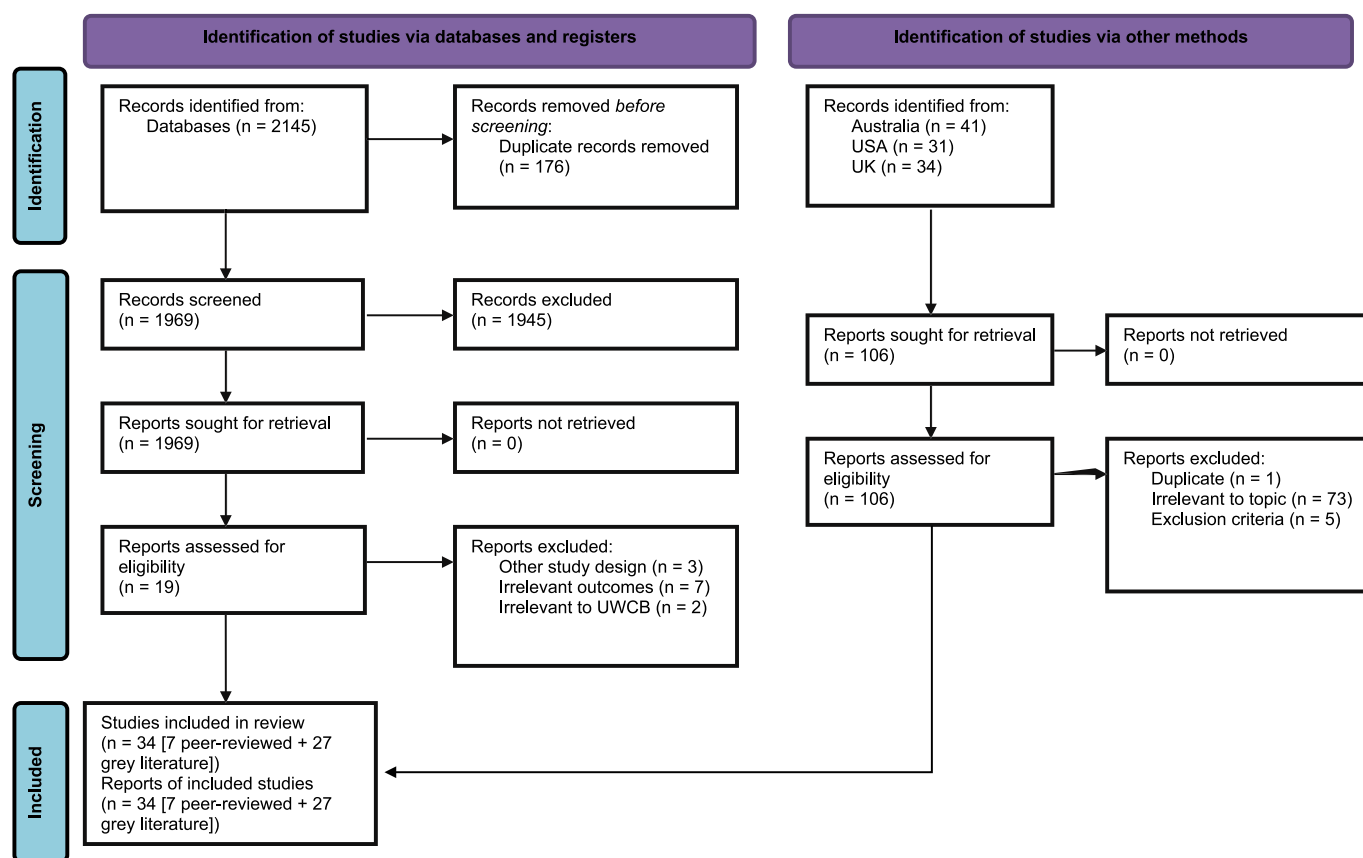 Identification of studies via databases and registers
Identification of studies via other methods
Identification
Records identified from:
Databases (n = 2145)
Records removed before
screening:
Duplicate records removed
(n = 176)
Records identified from:
Australia (n = 41)
USA (n = 31)
UK (n = 34)
Screening
Records screened
(n = 1969)
Records excluded
(n = 1945)
Reports sought for retrieval
(n = 106)
Reports not retrieved
(n = 0)
Reports sought for retrieval
(n = 1969)
Reports not retrieved
(n = 0)
Reports assessed for
eligibility
(n = 106)
Reports excluded:
Duplicate (n = 1)
Irrelevant to topic (n = 73)
Exclusion criteria (n = 5)
Reports assessed for
eligibility
(n = 19)
Reports excluded:
Other study design (n = 3)
Irrelevant outcomes (n = 7)
Irrelevant to UWCB (n = 2)
Included
Studies included in review
(n = 34 [7 peer-reviewed + 27
grey literature])
Reports of included studies
(n = 34 [7 peer-reviewed + 27
grey literature])